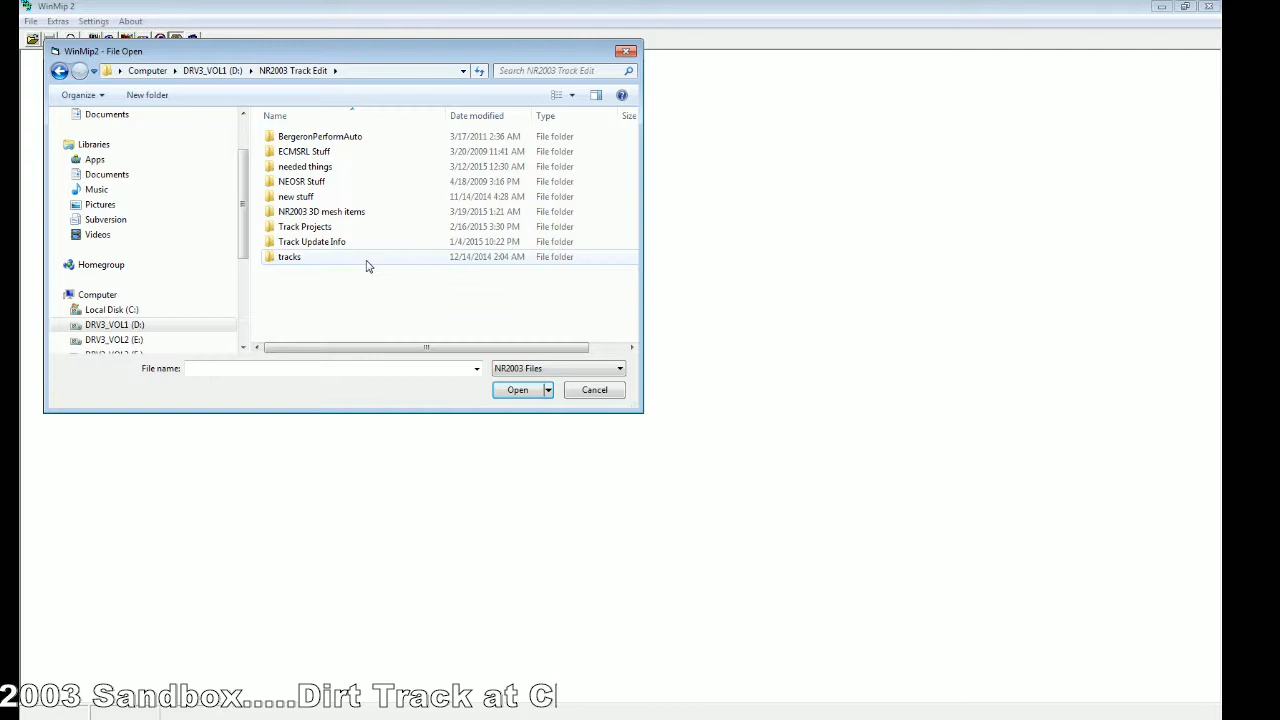 WinMip 2
File Extras Settings About
WinMip2 - File Open
Computer DRV3_VOL1 (D:) NR2003 Track Edit Search NR2003 Track Edit
Organize New folder
Name Date modified Type Size
Documents
Libraries
Apps
Documents
Music
Pictures
Subversion
Videos
Homegroup
Computer
Local Disk (C:)
DRV3_VOL1 (D:)
DRV3_VOL2 (E:)
BergeronPerformAuto 3/17/2011 2:36 AM File folder
ECMSRL Stuff 3/20/2009 11:41 AM File folder
needed things 3/12/2015 12:30 AM File folder
NEOSR Stuff 4/18/2009 3:16 PM File folder
new stuff 11/14/2014 4:28 AM File folder
NR2003 3D mesh items 3/19/2015 1:21 AM File folder
Track Projects 2/16/2015 3:30 PM File folder
Track Update Info 1/4/2015 10:22 PM File folder
tracks 12/14/2014 2:04 AM File folder
File name: NR2003 Files
Open Cancel
2003 Sandbox.....Dirt Track at C